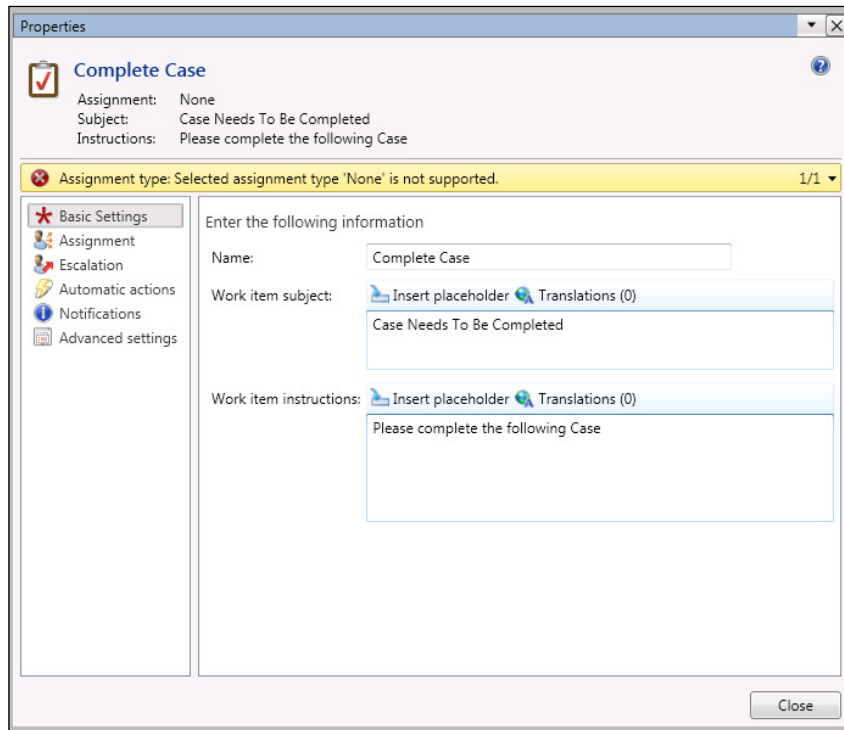 Properties
Complete Case
Assignment: None
Subject: Case Needs To Be Completed
Instructions: Please complete the following Case
Assignment type: Selected assignment type 'None' is not supported. 1/1
Basic Settings
Assignment
Escalation
Automatic actions
Notifications
Advanced settings
Enter the following information
Name: Complete Case
Work item subject: Insert placeholder Translations (0)
Case Needs To Be Completed
Work item instructions: Insert placeholder Translations (0)
Please complete the following Case
Close